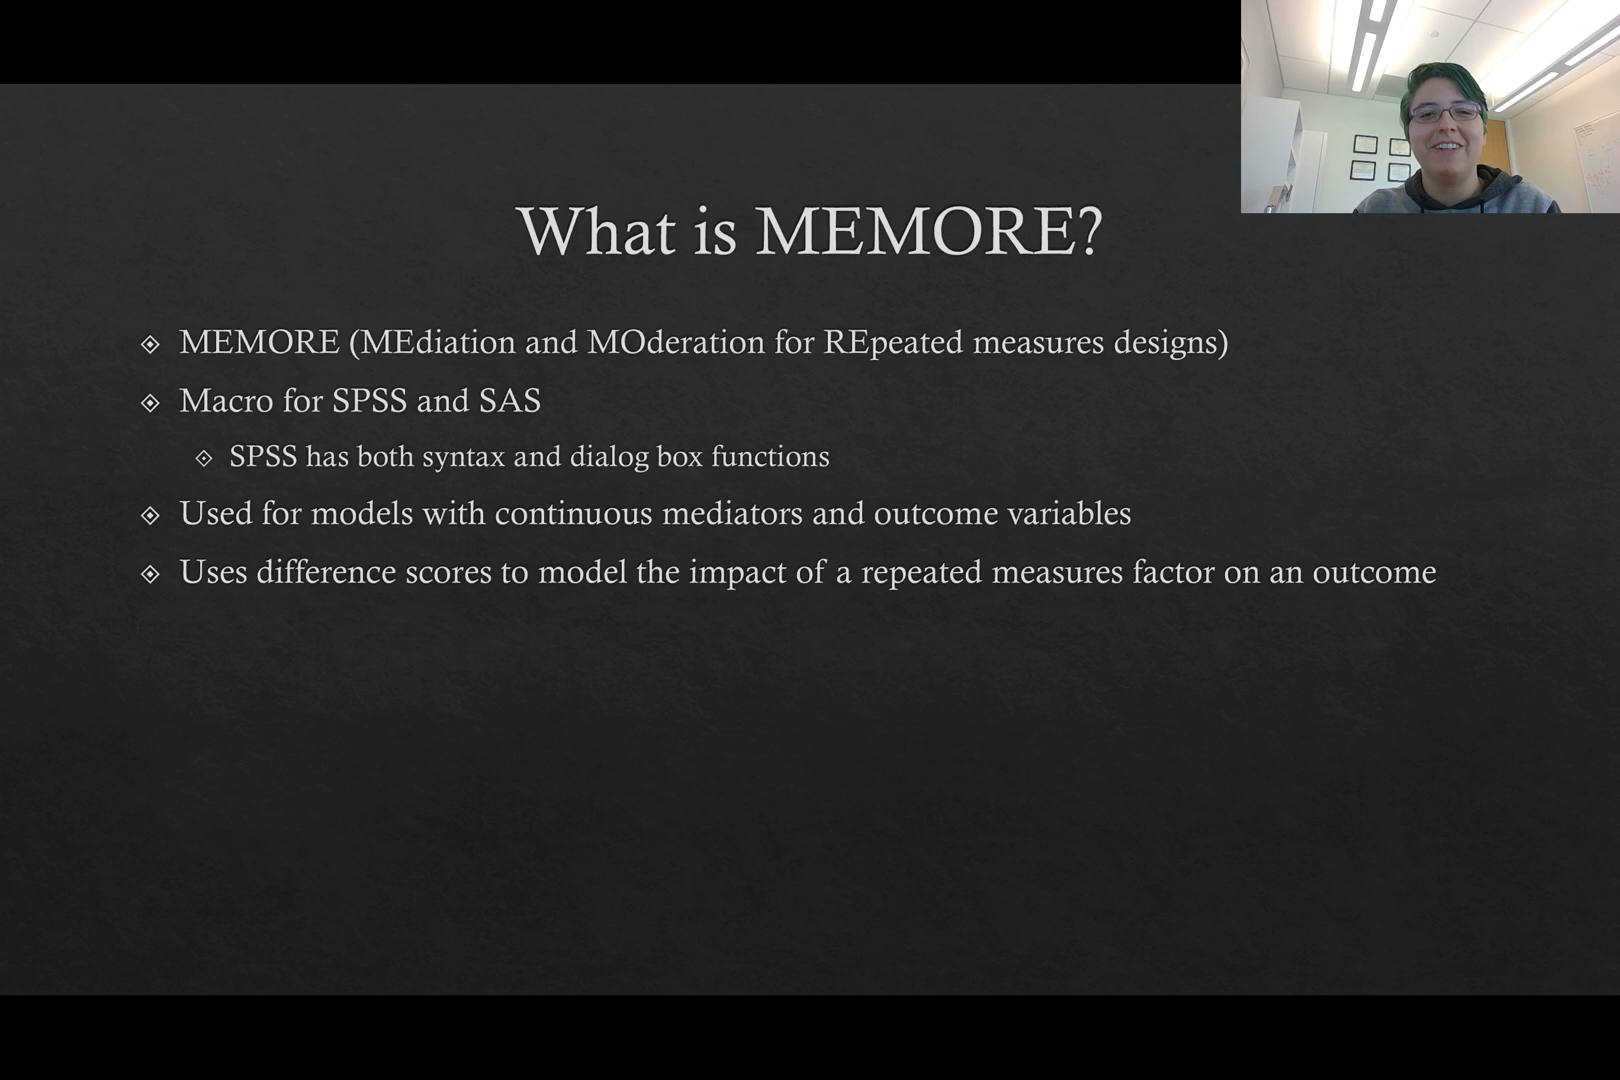 What is MEMORE?
MEMORE (MEdiation and MOderation for REpeated measures designs)
Macro for SPSS and SAS
SPSS has both syntax and dialog box functions
Used for models with continuous mediators and outcome variables
Uses difference scores to model the impact of a repeated measures factor on an outcome